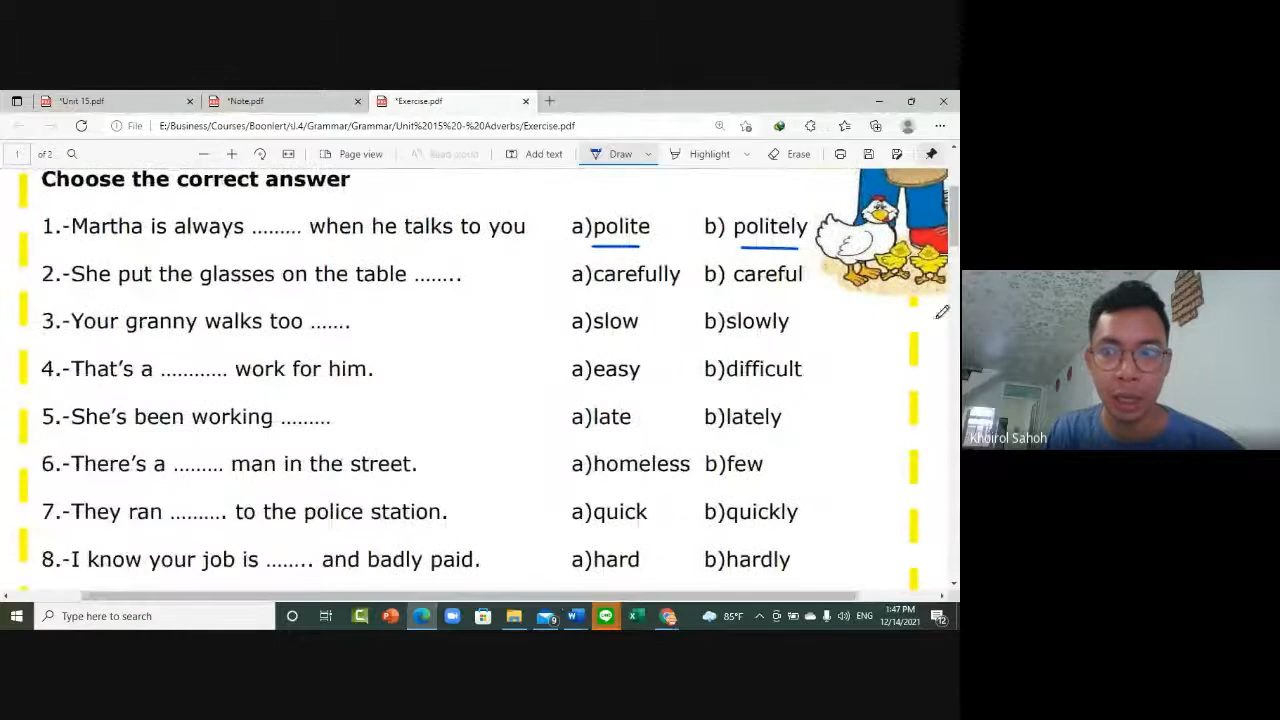 *Unit 15.pdf
*Note.pdf
*Exercise.pdf
File
E:/Business/Courses/Boonlert/sl.4/Grammar/Grammar/Unit%2015%20-%20Adverbs/Exercise.pdf
1 of 2
Page view
Read aloud
Add text
Draw
Highlight
Erase
Choose the correct answer
1.-Martha is always ......... when he talks to you a)polite b) politely
2.-She put the glasses on the table ........ a)carefully b) careful
3.-Your granny walks too ....... a)slow b)slowly
4.-That's a ............ work for him. a)easy b)difficult
5.-She's been working ......... a)late b)lately
6.-There's a ......... man in the street. a)homeless b)few
7.-They ran .......... to the police station. a)quick b)quickly
8.-I know your job is ........ and badly paid. a)hard b)hardly
Khoirol Sahoh
Type here to search
9
85°F
ENG
1:47 PM
12/14/2021
12